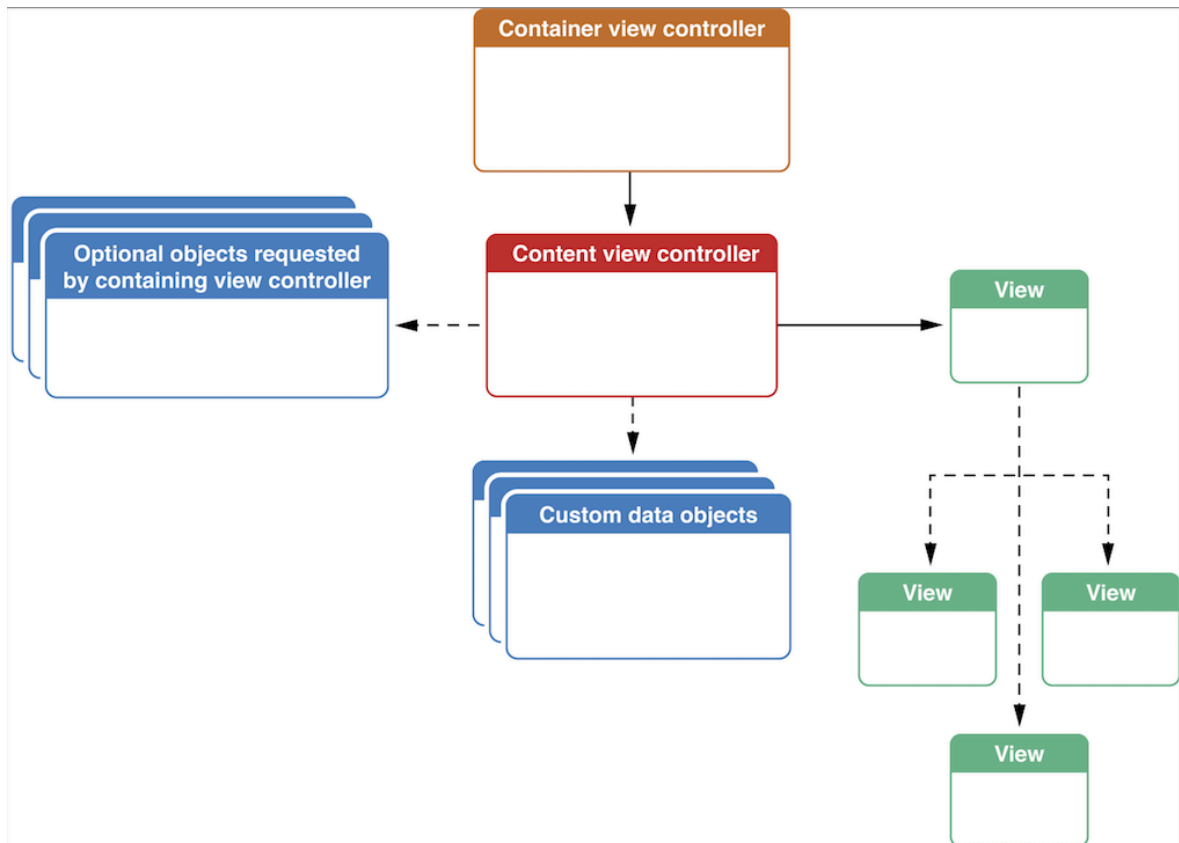 Container view controller
Optional objects requested
by containing view controller
Content view controller
View
Custom data objects
View
View
View